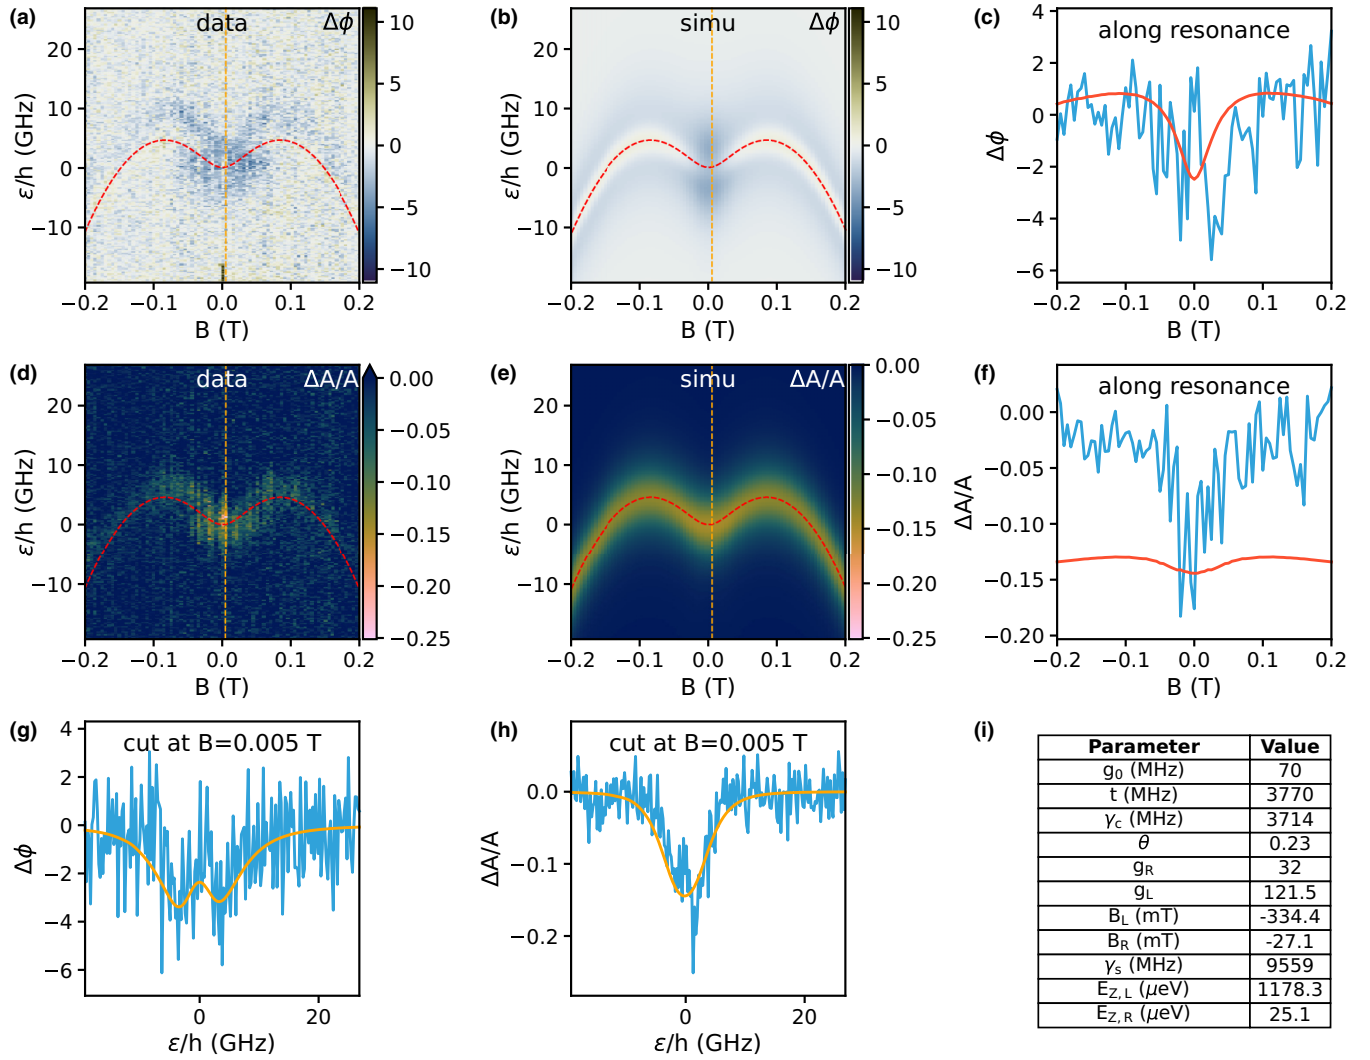 (a) data Δϕ
ε/h (GHz)
20
10
0
−10
−0.2 −0.1 0.0 0.1 0.2
B (T)
10
5
0
−5
−10
(b) simu Δϕ
ε/h (GHz)
20
10
0
−10
−0.2 −0.1 0.0 0.1 0.2
B (T)
10
5
0
−5
−10
(c) along resonance
Δϕ
4
2
0
−2
−4
−6
−0.2 −0.1 0.0 0.1 0.2
B (T)
(d) data ΔA/A
ε/h (GHz)
20
10
0
−10
−0.2 −0.1 0.0 0.1 0.2
B (T)
0.00
−0.05
−0.10
−0.15
−0.20
−0.25
(e) simu ΔA/A
ε/h (GHz)
20
10
0
−10
−0.2 −0.1 0.0 0.1 0.2
B (T)
0.00
−0.05
−0.10
−0.15
−0.20
−0.25
(f) along resonance
ΔA/A
0.00
−0.05
−0.10
−0.15
−0.20
−0.2 −0.1 0.0 0.1 0.2
B (T)
(g) cut at B=0.005 T
Δϕ
4
2
0
−2
−4
−6
0 20
ε/h (GHz)
(h) cut at B=0.005 T
ΔA/A
0.0
−0.1
−0.2
0 20
ε/h (GHz)
(i)
Parameter Value
g₀ (MHz) 70
t (MHz) 3770
γ_c (MHz) 3714
θ 0.23
g_R 32
g_L 121.5
B_L (mT) -334.4
B_R (mT) -27.1
γ_s (MHz) 9559
E_Z,L (μeV) 1178.3
E_Z,R (μeV) 25.1